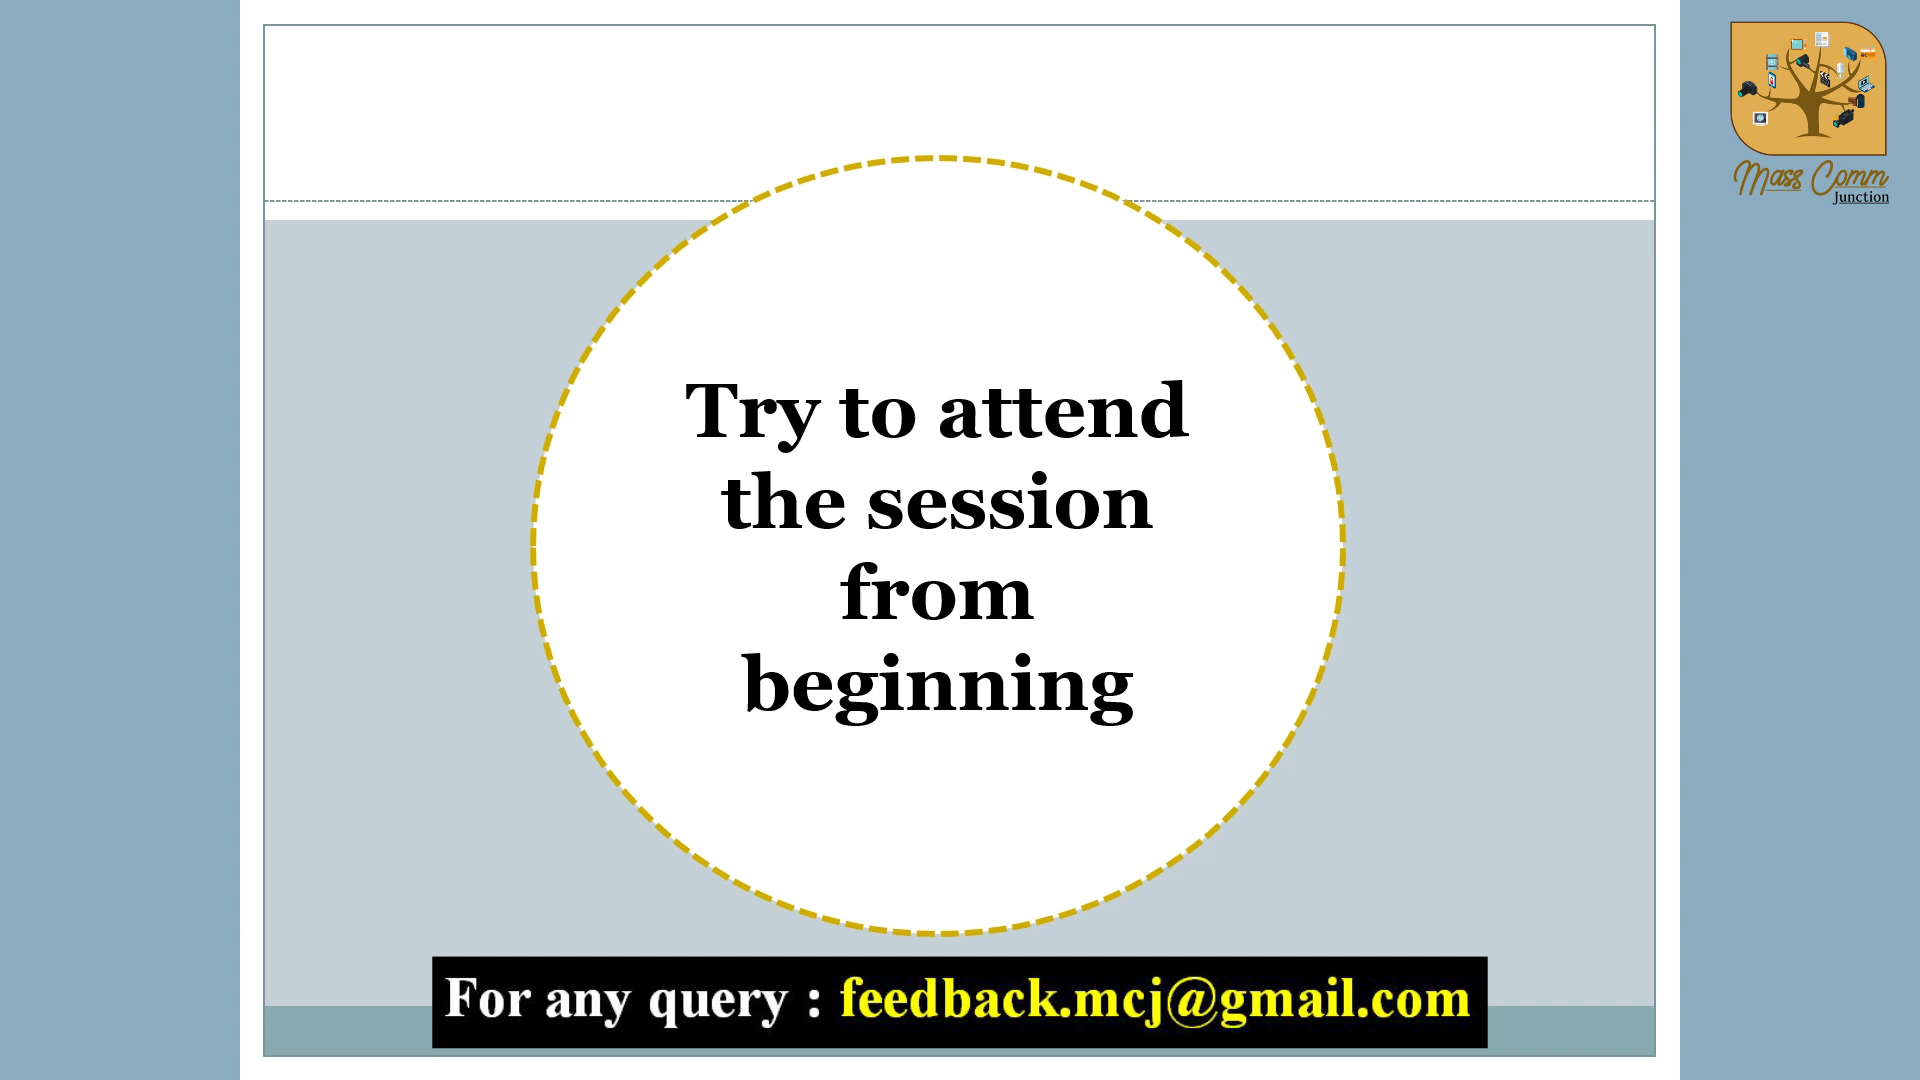 Mass Comm
Junction
Try to attend
the session
from
beginning
For any query : feedback.mcj@gmail.com